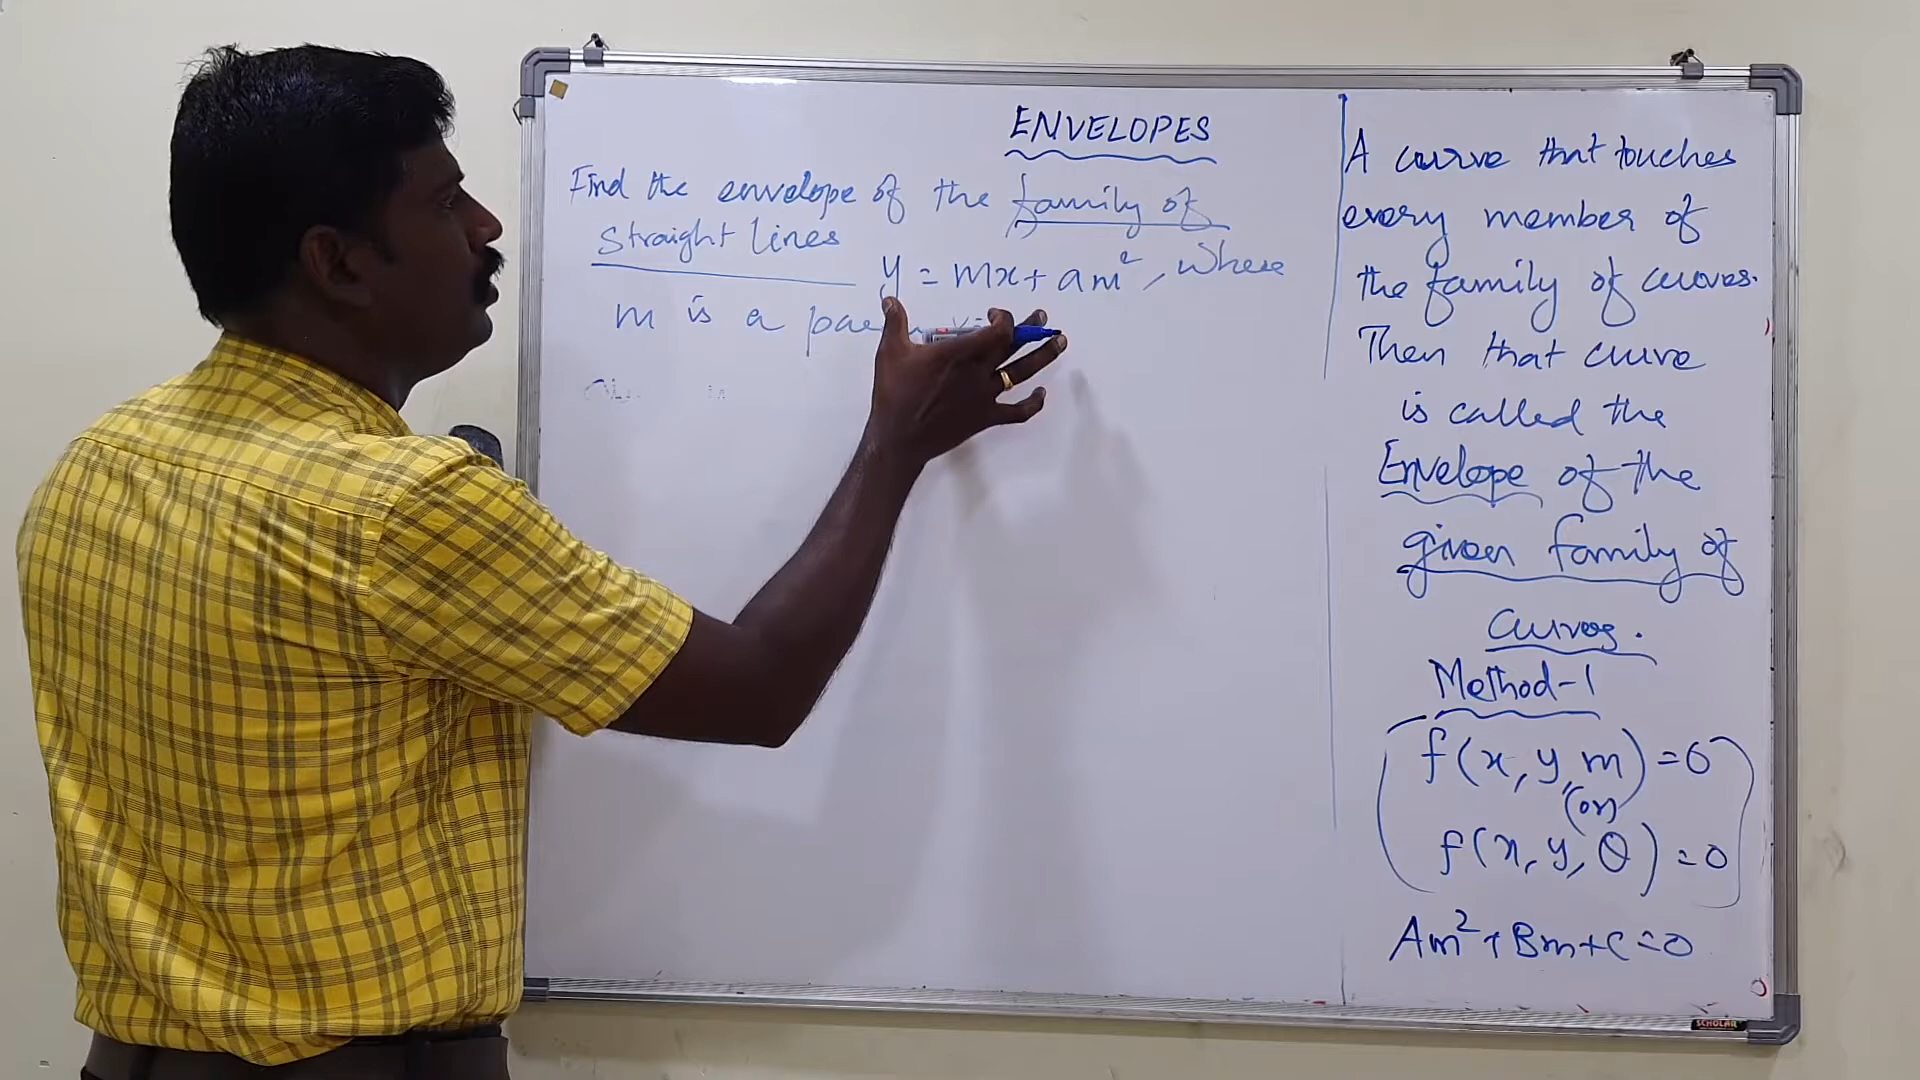 ENVELOPES
Find the envelope of the family of
straight lines
y = mx + am², where
m is a
A curve that touches
every member of
the family of curves.
Then that curve
is called the
Envelope of the
given family of
Curves.
Method-1
f(x, y, m) = 0
(or)
f(x, y, θ) = 0
Am² + Bm + C = 0
SCHOLAR